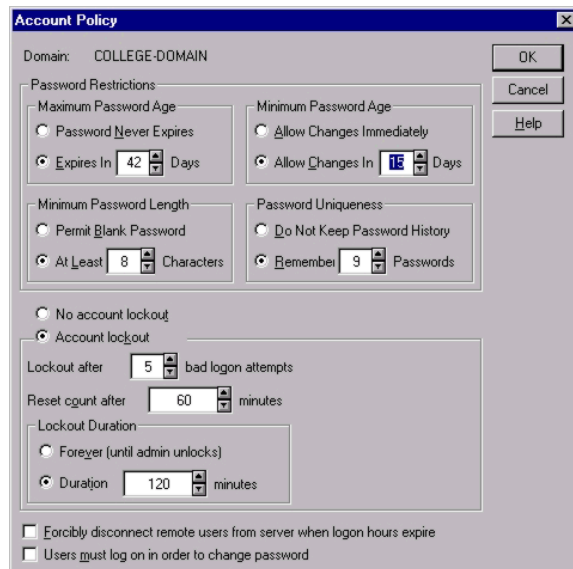 Account Policy
Domain: COLLEGE-DOMAIN
OK
Cancel
Help
Password Restrictions
Maximum Password Age
Password Never Expires
Expires In 42 Days
Minimum Password Age
Allow Changes Immediately
Allow Changes In 15 Days
Minimum Password Length
Permit Blank Password
At Least 8 Characters
Password Uniqueness
Do Not Keep Password History
Remember 9 Passwords
No account lockout
Account lockout
Lockout after 5 bad logon attempts
Reset count after 60 minutes
Lockout Duration
Forever (until admin unlocks)
Duration 120 minutes
Forcibly disconnect remote users from server when logon hours expire
Users must log on in order to change password